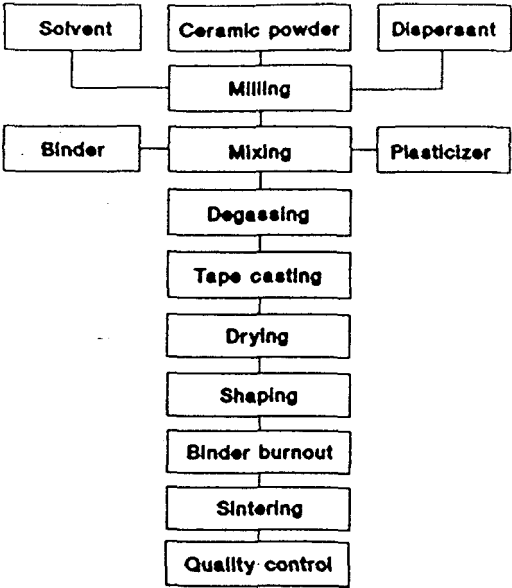 Solvent
Ceramic powder
Dispersant
Milling
Binder
Mixing
Plasticizer
Degassing
Tape casting
Drying
Shaping
Binder burnout
Sintering
Quality control